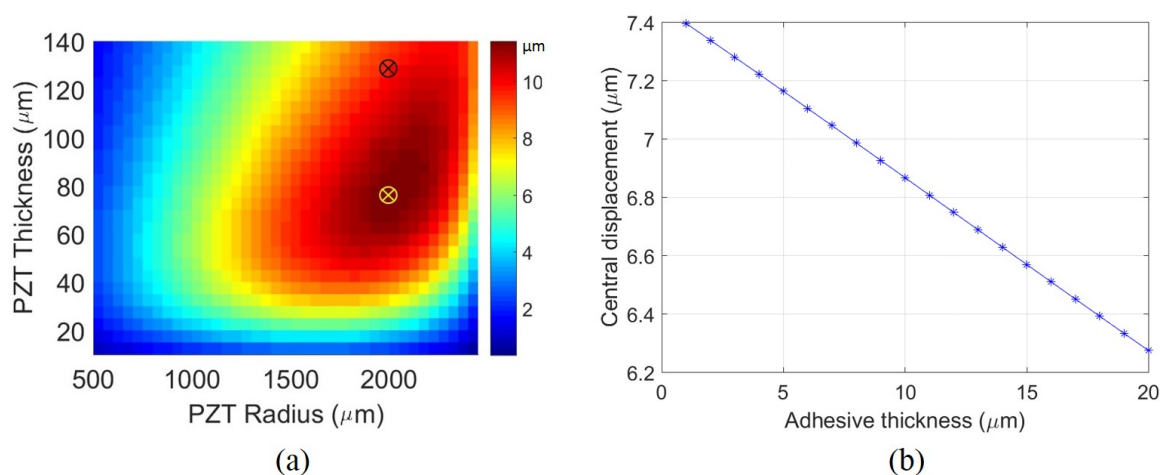 140
120
100
80
60
40
20
500 1000 1500 2000
PZT Thickness (μm)
PZT Radius (μm)
μm
10
8
6
4
2
(a)
7.4
7.2
7
6.8
6.6
6.4
6.2
0 5 10 15 20
Central displacement (μm)
Adhesive thickness (μm)
(b)